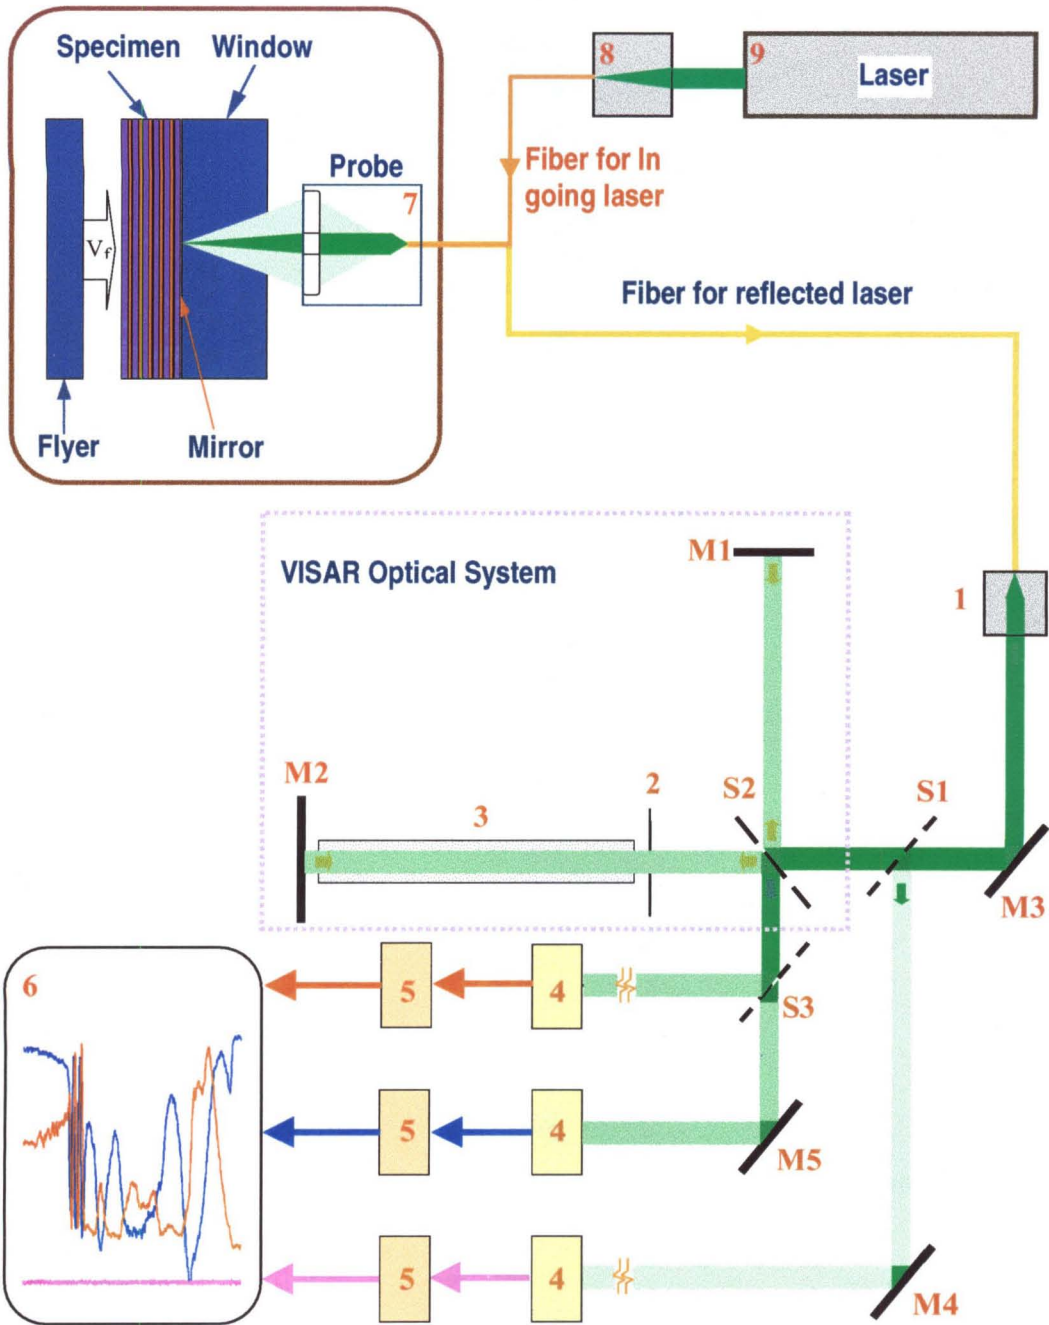 Specimen
Window
8
9
Laser
Probe
7
Fiber for In
going laser
Vf
Fiber for reflected laser
Flyer
Mirror
M1
VISAR Optical System
1
M2
3
2
S2
S1
M3
6
5
4
S3
5
4
M5
5
4
M4